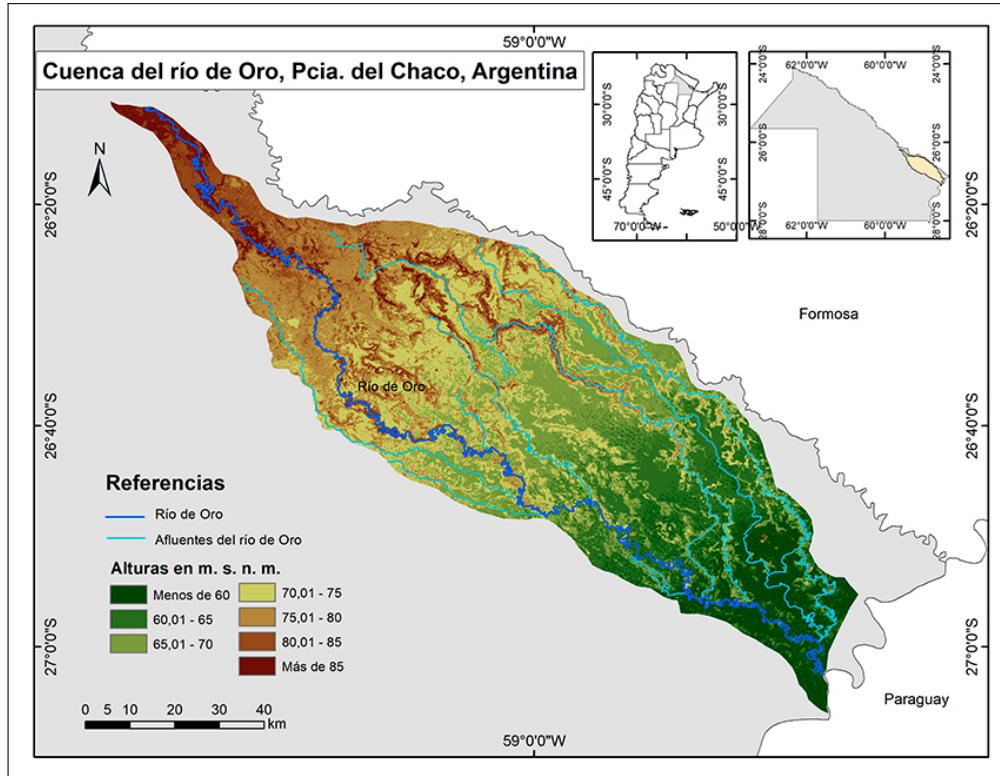 59°0'0"W
Cuenca del río de Oro, Pcia. del Chaco, Argentina
N
26°20'0"S
26°40'0"S
27°0'0"S
30°0'0"S
45°0'0"S
30°0'0"S
45°0'0"S
70°0'0"W
50°0'0"W
62°0'0"W
60°0'0"W
24°0'0"S
26°0'0"S
28°0'0"S
24°0'0"S
26°0'0"S
28°0'0"S
62°0'0"W
60°0'0"W
26°20'0"S
26°40'0"S
27°0'0"S
Formosa
Río de Oro
Paraguay
Referencias
Río de Oro
Afluentes del río de Oro
Alturas en m. s. n. m.
Menos de 60
60,01 - 65
65,01 - 70
70,01 - 75
75,01 - 80
80,01 - 85
Más de 85
0 5 10 20 30 40
km
59°0'0"W